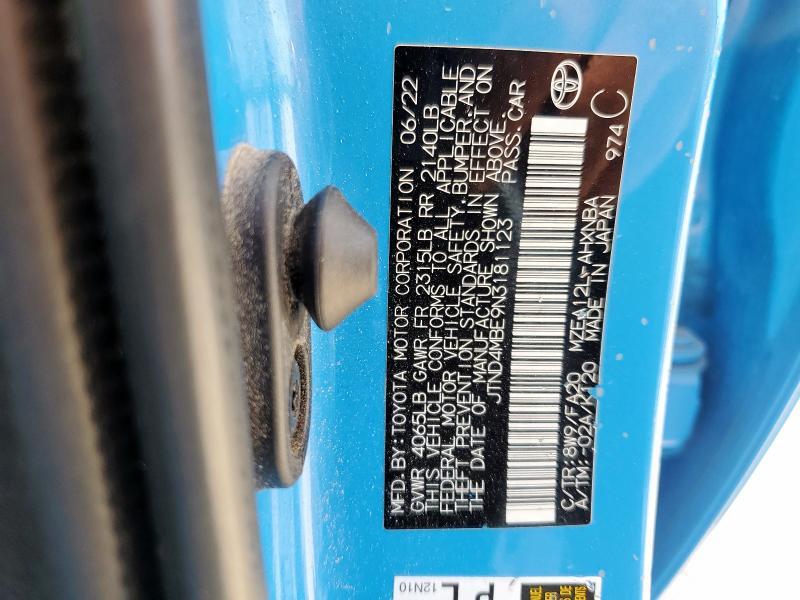 MFD. BY: TOYOTA MOTOR CORPORATION 06/22
GVWR 4065LB GAWR FR 2315LB RR 2140LB
THIS VEHICLE CONFORMS TO ALL APPLICABLE
FEDERAL MOTOR VEHICLE SAFETY, BUMPER, AND
THEFT PREVENTION STANDARDS IN EFFECT ON
THE DATE OF MANUFACTURE SHOWN ABOVE.
JTND4MBE9N3181123 PASS. CAR
C/TR: 8W9/FA20 MZEA12L-AHXNBA
A/TM: -02A/K120 MADE IN JAPAN 974 C
12N10